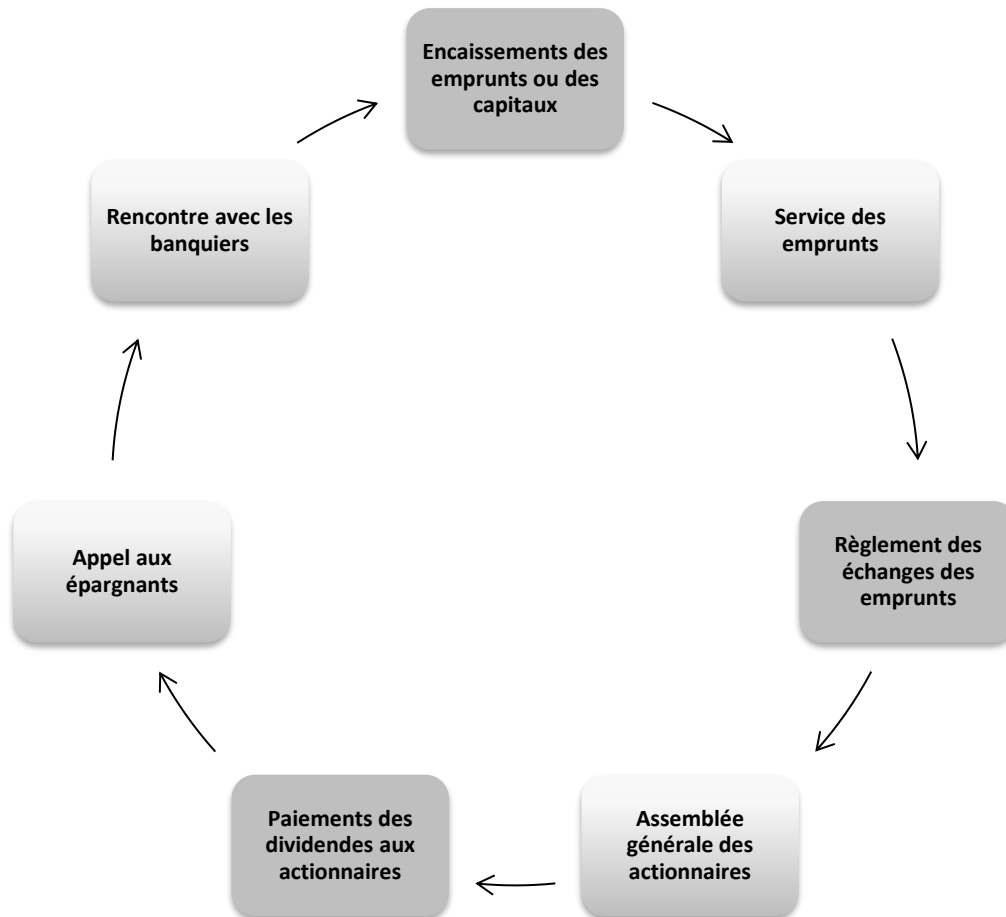 Encaissements des
emprunts ou des
capitaux
Service des
emprunts
Règlement des
échanges des
emprunts
Assemblée
générale des
actionnaires
Paiements des
dividendes aux
actionnaires
Appel aux
épargnants
Rencontre avec les
banquiers